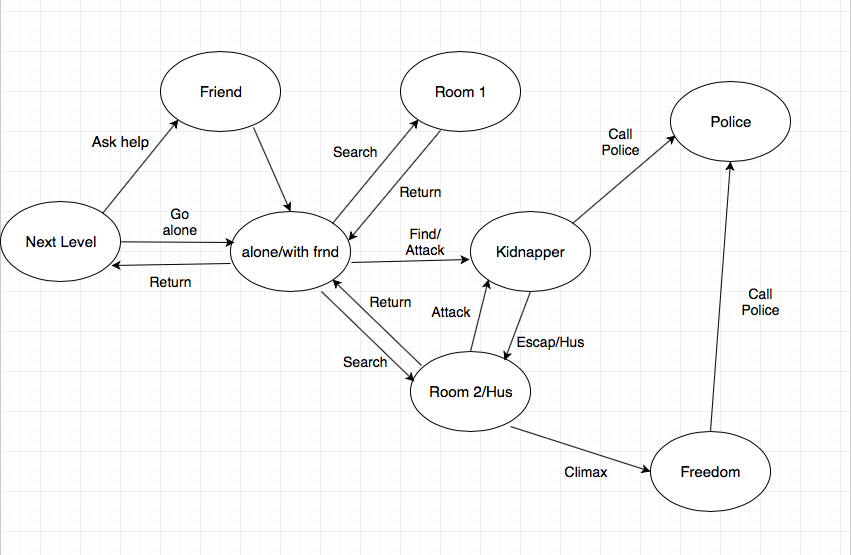 Friend
Room 1
Police
Ask help
Call
Police
Search
Return
Go
alone
Next Level
alone/with frnd
Find/
Attack
Kidnapper
Return
Return
Attack
Search
Escap/Hus
Call
Police
Room 2/Hus
Climax
Freedom